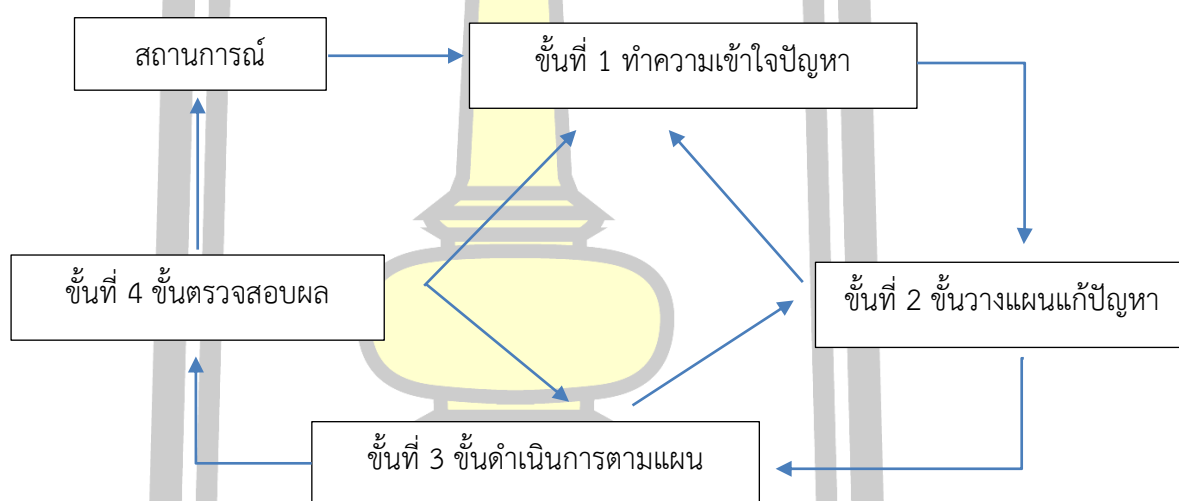 สถานการณ์
ขั้นที่ 1 ทำความเข้าใจปัญหา
ขั้นที่ 4 ขั้นตรวจสอบผล
ขั้นที่ 2 ขั้นวางแผนแก้ปัญหา
ขั้นที่ 3 ขั้นดำเนินการตามแผน